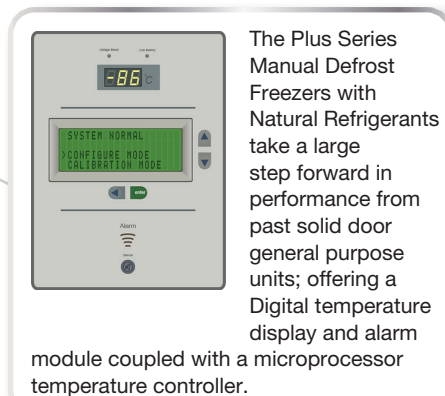 Voltage Boost
Low Battery
-86 °C
SYSTEM NORMAL
>CONFIGURE MODE
CALIBRATION MODE
enter
Alarm
The Plus Series
Manual Defrost
Freezers with
Natural Refrigerants
take a large
step forward in
performance from
past solid door
general purpose
units; offering a
Digital temperature
display and alarm
module coupled with a microprocessor
temperature controller.